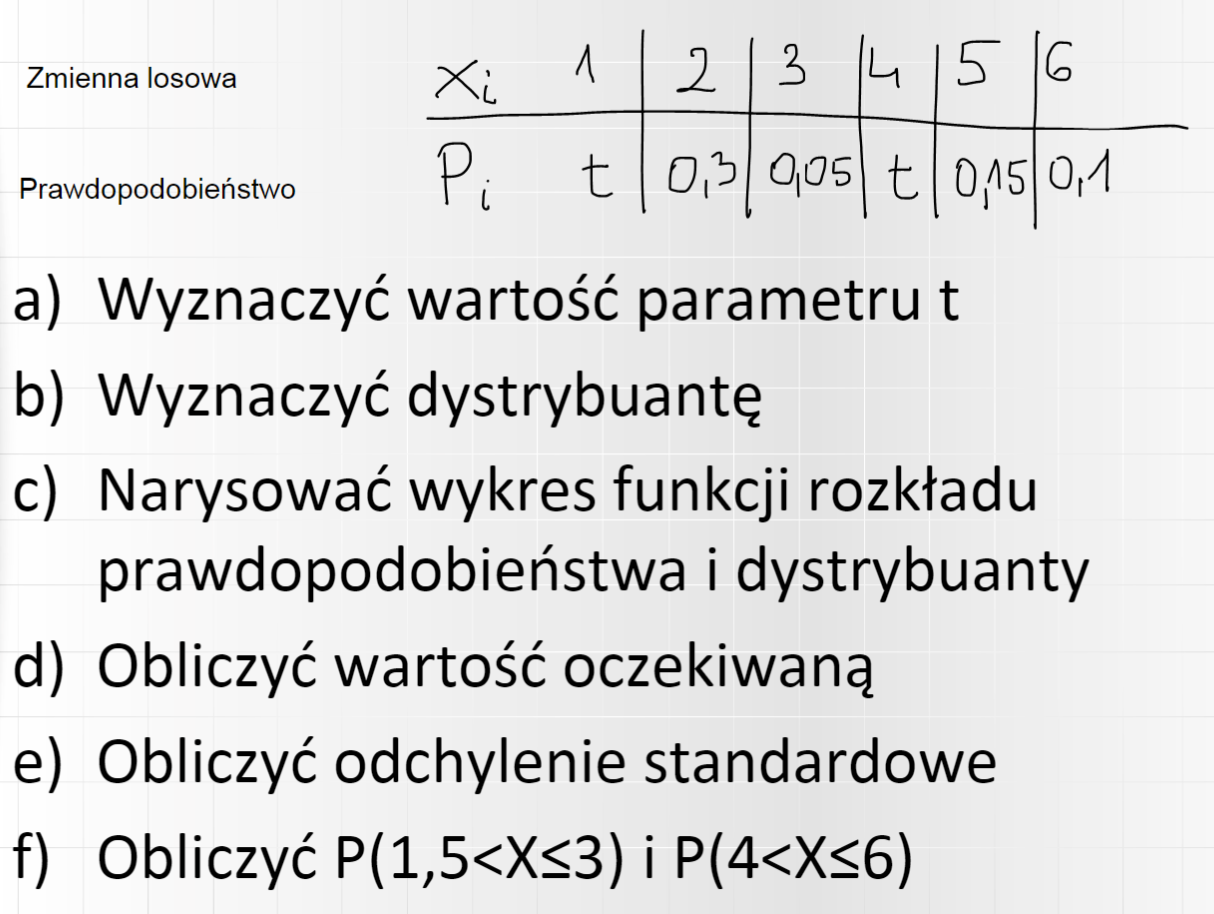 Zmienna losowa xi 1 2 3 4 5 6
Prawdopodobieństwo Pi t 0,3 0,05 t 0,15 0,1
a) Wyznaczyć wartość parametru t
b) Wyznaczyć dystrybuantę
c) Narysować wykres funkcji rozkładu
prawdopodobieństwa i dystrybuanty
d) Obliczyć wartość oczekiwaną
e) Obliczyć odchylenie standardowe
f) Obliczyć P(1,5<X≤3) i P(4<X≤6)